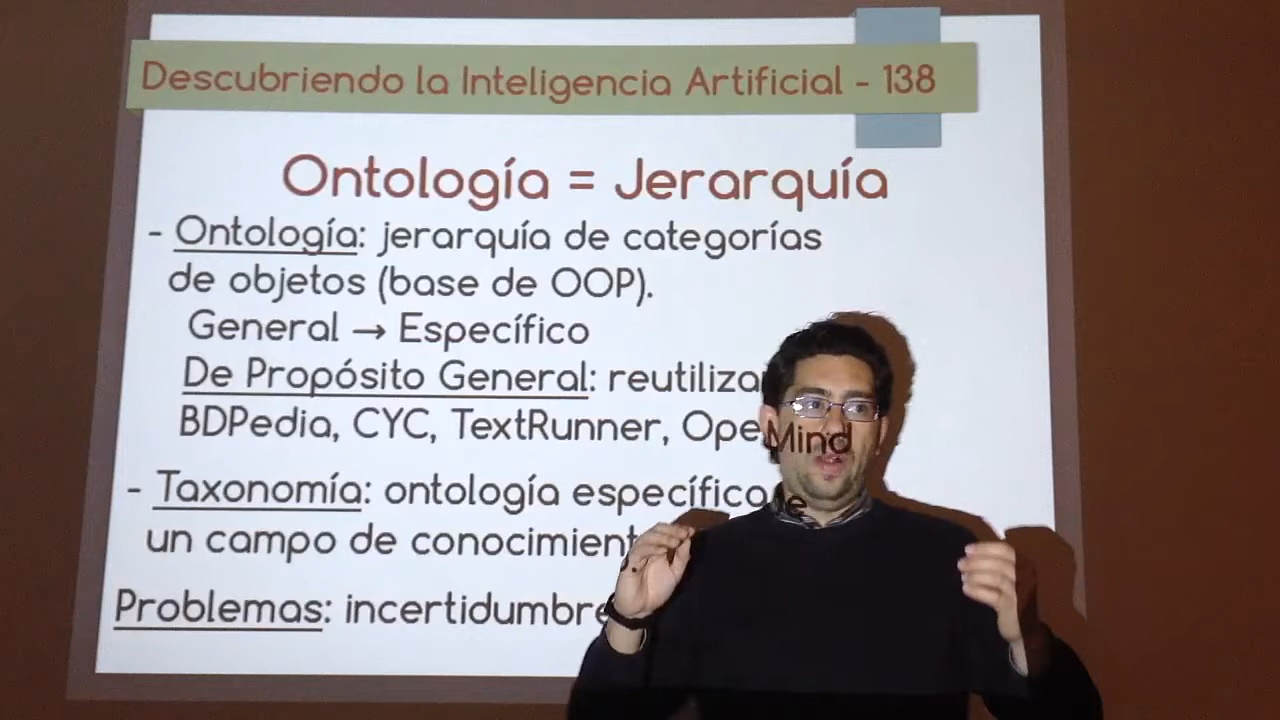 Descubriendo la Inteligencia Artificial - 138
Ontología = Jerarquía
- Ontología: jerarquía de categorías
de objetos (base de OOP).
General → Específico
De Propósito General: reutiliza
BDPedia, CYC, TextRunner, OpenMind
- Taxonomía: ontología específica de
un campo de conocimient
Problemas: incertidumbre